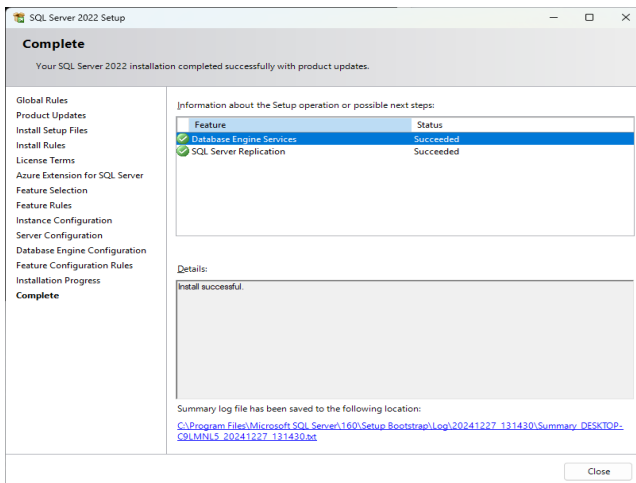 SQL Server 2022 Setup
Complete
Your SQL Server 2022 installation completed successfully with product updates.
Global Rules
Product Updates
Install Setup Files
Install Rules
License Terms
Azure Extension for SQL Server
Feature Selection
Feature Rules
Instance Configuration
Server Configuration
Database Engine Configuration
Feature Configuration Rules
Installation Progress
Complete
Information about the Setup operation or possible next steps:
Feature Status
Database Engine Services Succeeded
SQL Server Replication Succeeded
Details:
Install successful.
Summary log file has been saved to the following location:
C:\Program Files\Microsoft SQL Server\160\Setup Bootstrap\Log\20241227_131430\Summary_DESKTOP-
C9LMNL5_20241227_131430.txt
Close